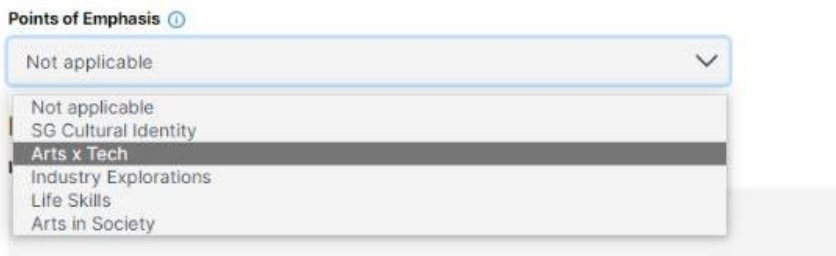 Points of Emphasis
Not applicable
Not applicable
SG Cultural Identity
Arts x Tech
Industry Explorations
Life Skills
Arts in Society